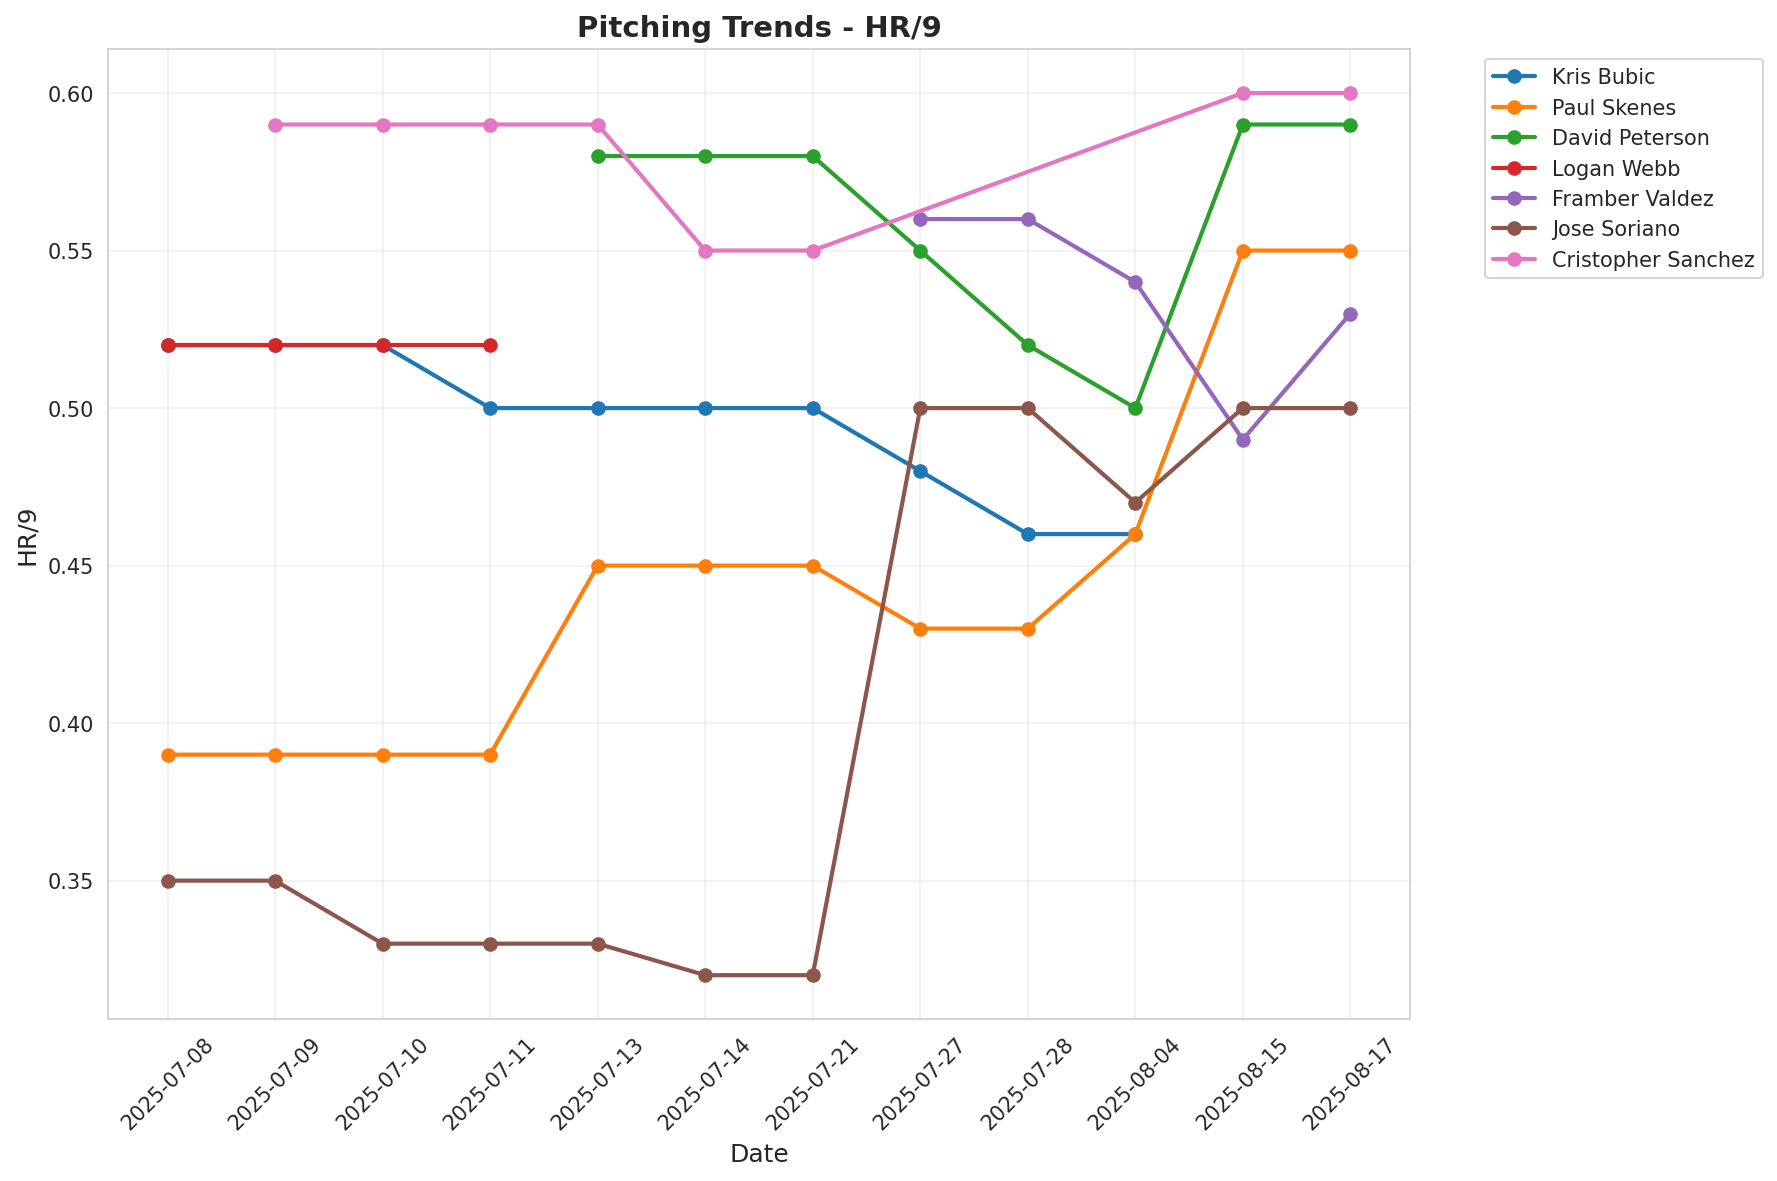 Pitching Trends - HR/9
Kris Bubic
Paul Skenes
David Peterson
Logan Webb
Framber Valdez
Jose Soriano
Cristopher Sanchez
HR/9
0.60
0.55
0.50
0.45
0.40
0.35
2025-07-08
2025-07-09
2025-07-10
2025-07-11
2025-07-13
2025-07-14
2025-07-21
2025-07-27
2025-07-28
2025-08-04
2025-08-15
2025-08-17
Date